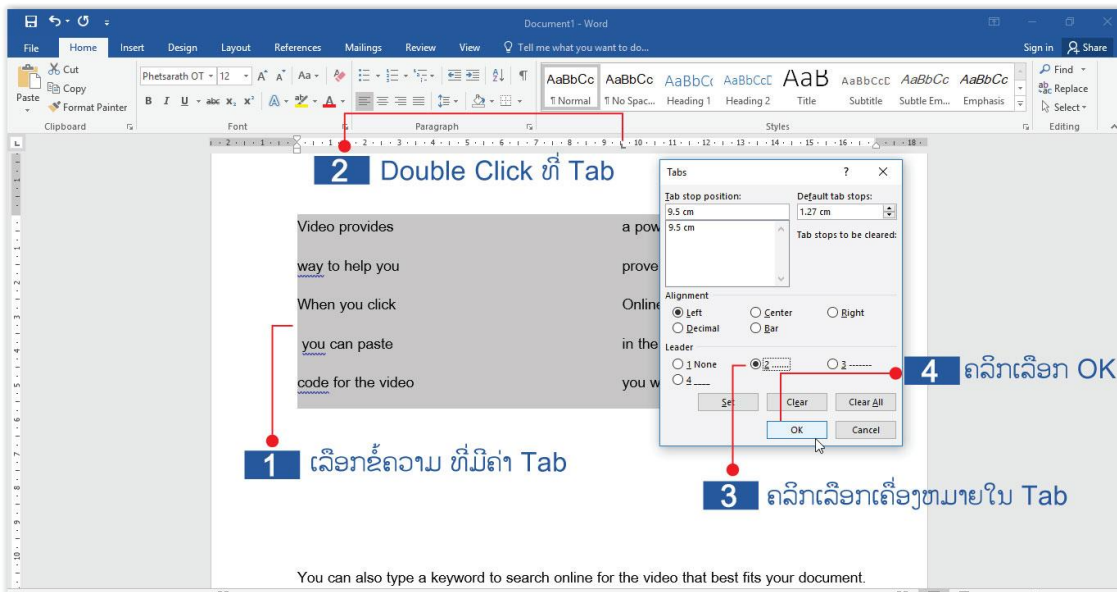 Document1 - Word
File Home Insert Design Layout References Mailings Review View Tell me what you want to do... Sign in Share
Paste Cut Copy Format Painter
Phetsarath OT 12 A A Aa
B I U abc X₂ X² A ab A
AaBbCc AaBbCc AaBbCc AaBbCcC AaB AaBbCcC AaBbCc AaBbCc
¶ Normal ¶ No Spac... Heading 1 Heading 2 Title Subtitle Subtle Em... Emphasis
Find Replace Select
Clipboard Font Paragraph Styles Editing
2 Double Click ທີ່ Tab
Video provides a pow
way to help you prove
When you click Online
you can paste in the
code for the video you w
Tabs ? X
Tab stop position: Default tab stops:
9.5 cm 1.27 cm
9.5 cm Tab stops to be cleared:
Alignment
Left Center Right
Decimal Bar
Leader
1 None 2 ....... 3 -------
4 ____
Set Clear Clear All
OK Cancel
4 ຄລິກເລືອກ OK
1 ເລືອກຂໍ້ຄວາມ ທີ່ມີຄ່າ Tab
3 ຄລິກເລືອກເຄື່ອງຫມາຍໃນ Tab
You can also type a keyword to search online for the video that best fits your document.